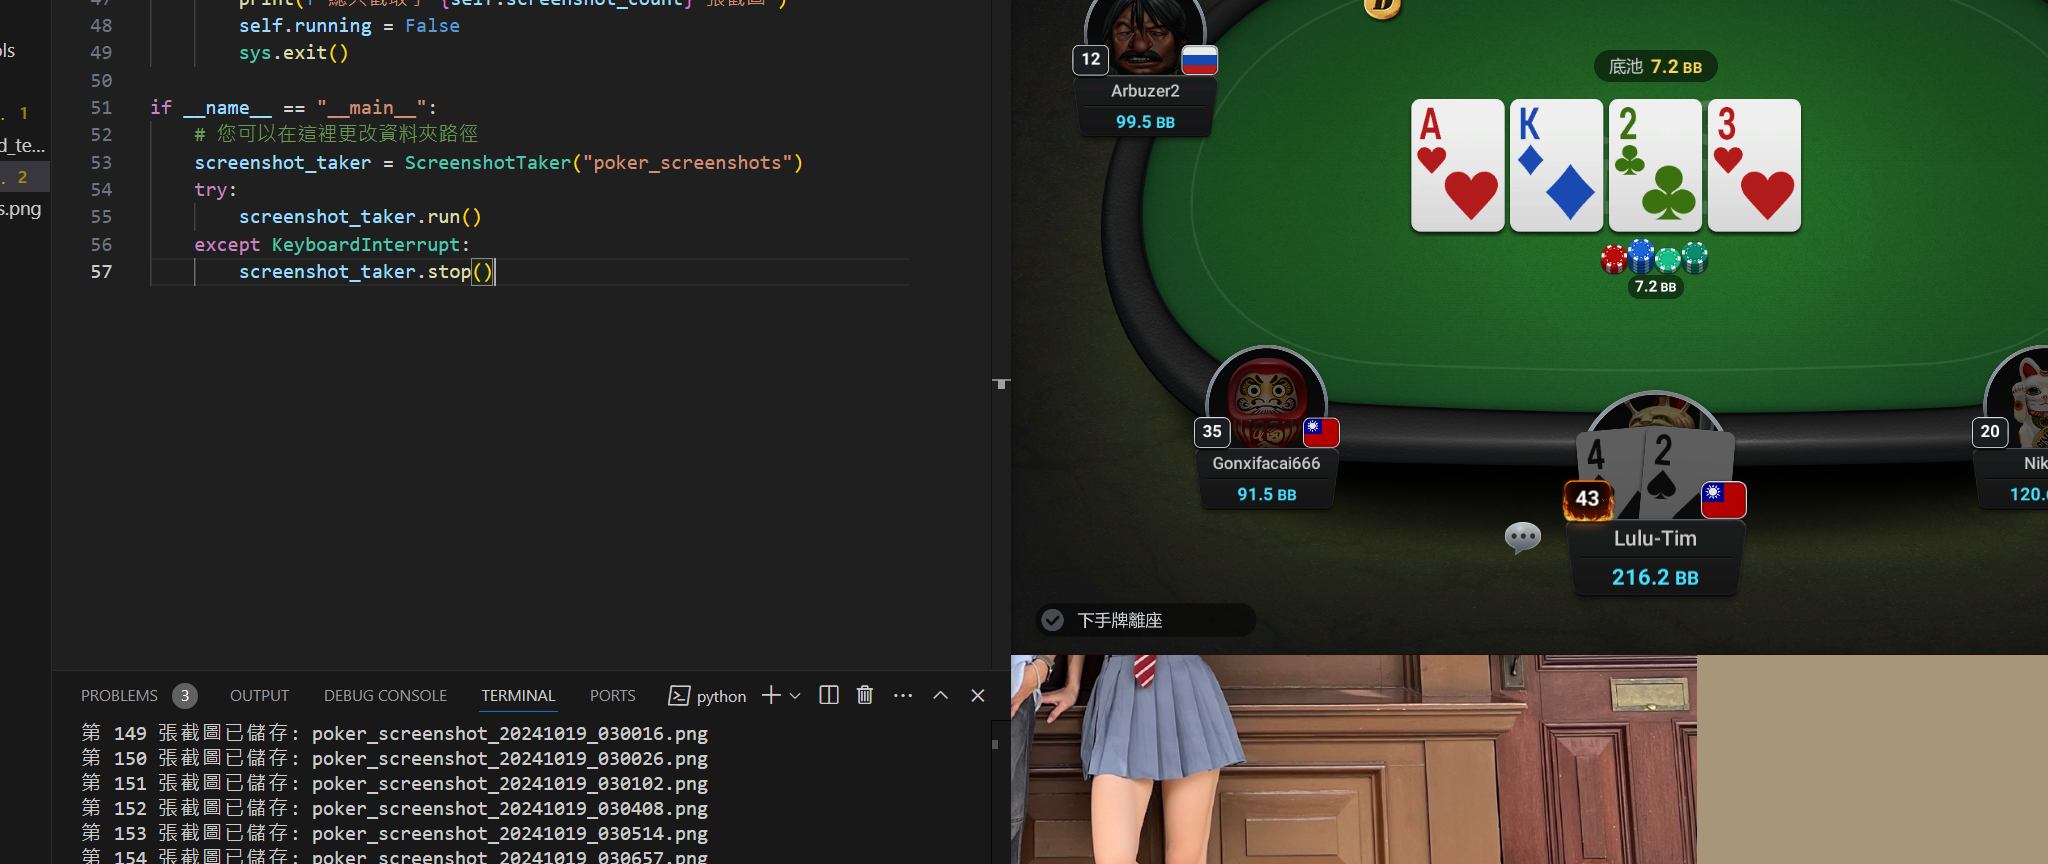 ols
1
d_te...
2
s.png
47
print(f"總共截取了 {self.screenshot_count} 張截圖")
48 self.running = False
49 sys.exit()
50
51 if __name__ == "__main__":
52 # 您可以在這裡更改資料夾路徑
53 screenshot_taker = ScreenshotTaker("poker_screenshots")
54 try:
55 screenshot_taker.run()
56 except KeyboardInterrupt:
57 screenshot_taker.stop()
PROBLEMS 3 OUTPUT DEBUG CONSOLE TERMINAL PORTS python
第 149 張截圖已儲存: poker_screenshot_20241019_030016.png
第 150 張截圖已儲存: poker_screenshot_20241019_030026.png
第 151 張截圖已儲存: poker_screenshot_20241019_030102.png
第 152 張截圖已儲存: poker_screenshot_20241019_030408.png
第 153 張截圖已儲存: poker_screenshot_20241019_030514.png
第 154 張截圖已儲存: poker_screenshot_20241019_030657.png
D
12
Arbuzer2
99.5 BB
底池 7.2 BB
A K 2 3
7.2 BB
35
Gonxifacai666
91.5 BB
4 2
43
Lulu-Tim
216.2 BB
20
Nik
120.
下手牌離座